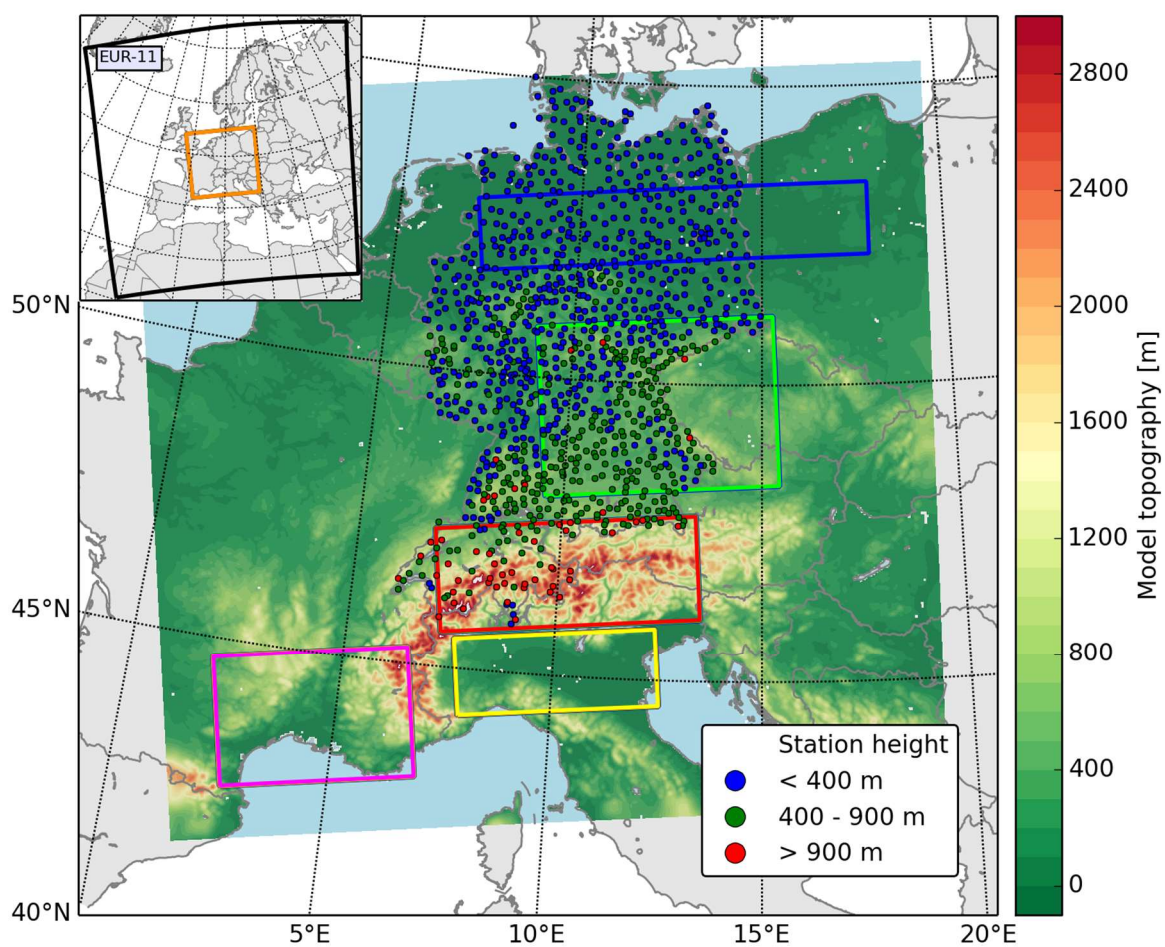 EUR-11
50°N
45°N
40°N
5°E
10°E
15°E
20°E
Station height
< 400 m
400 - 900 m
> 900 m
2800
2400
2000
1600
1200
800
400
0
Model topography [m]